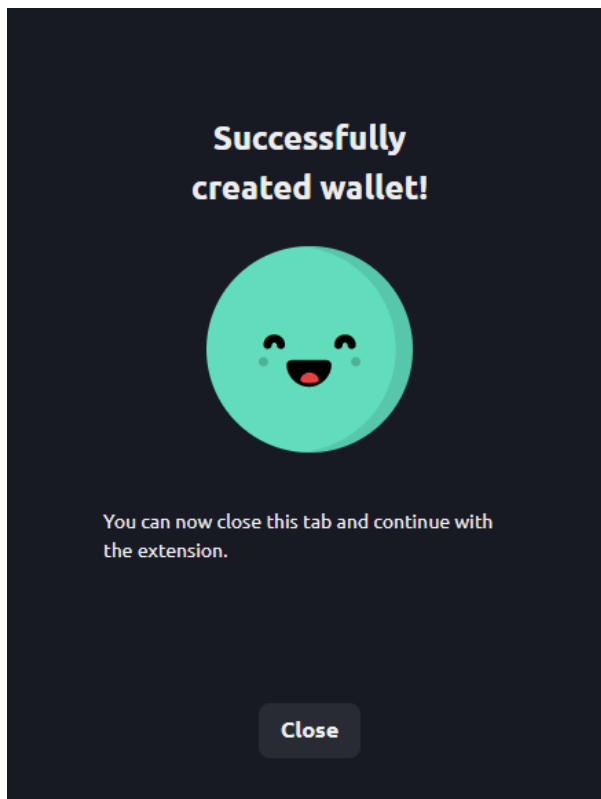 Successfully
created wallet!
You can now close this tab and continue with
the extension.
Close